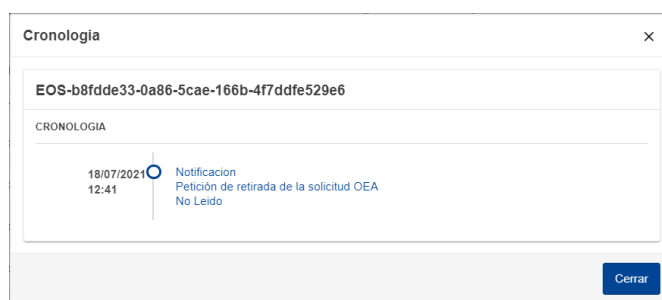 Cronologia
EOS-b8fdde33-0a86-5cae-166b-4f7ddfe529e6
CRONOLOGIA
18/07/2021
12:41
Notificacion
Petición de retirada de la solicitud OEA
No Leido
Cerrar